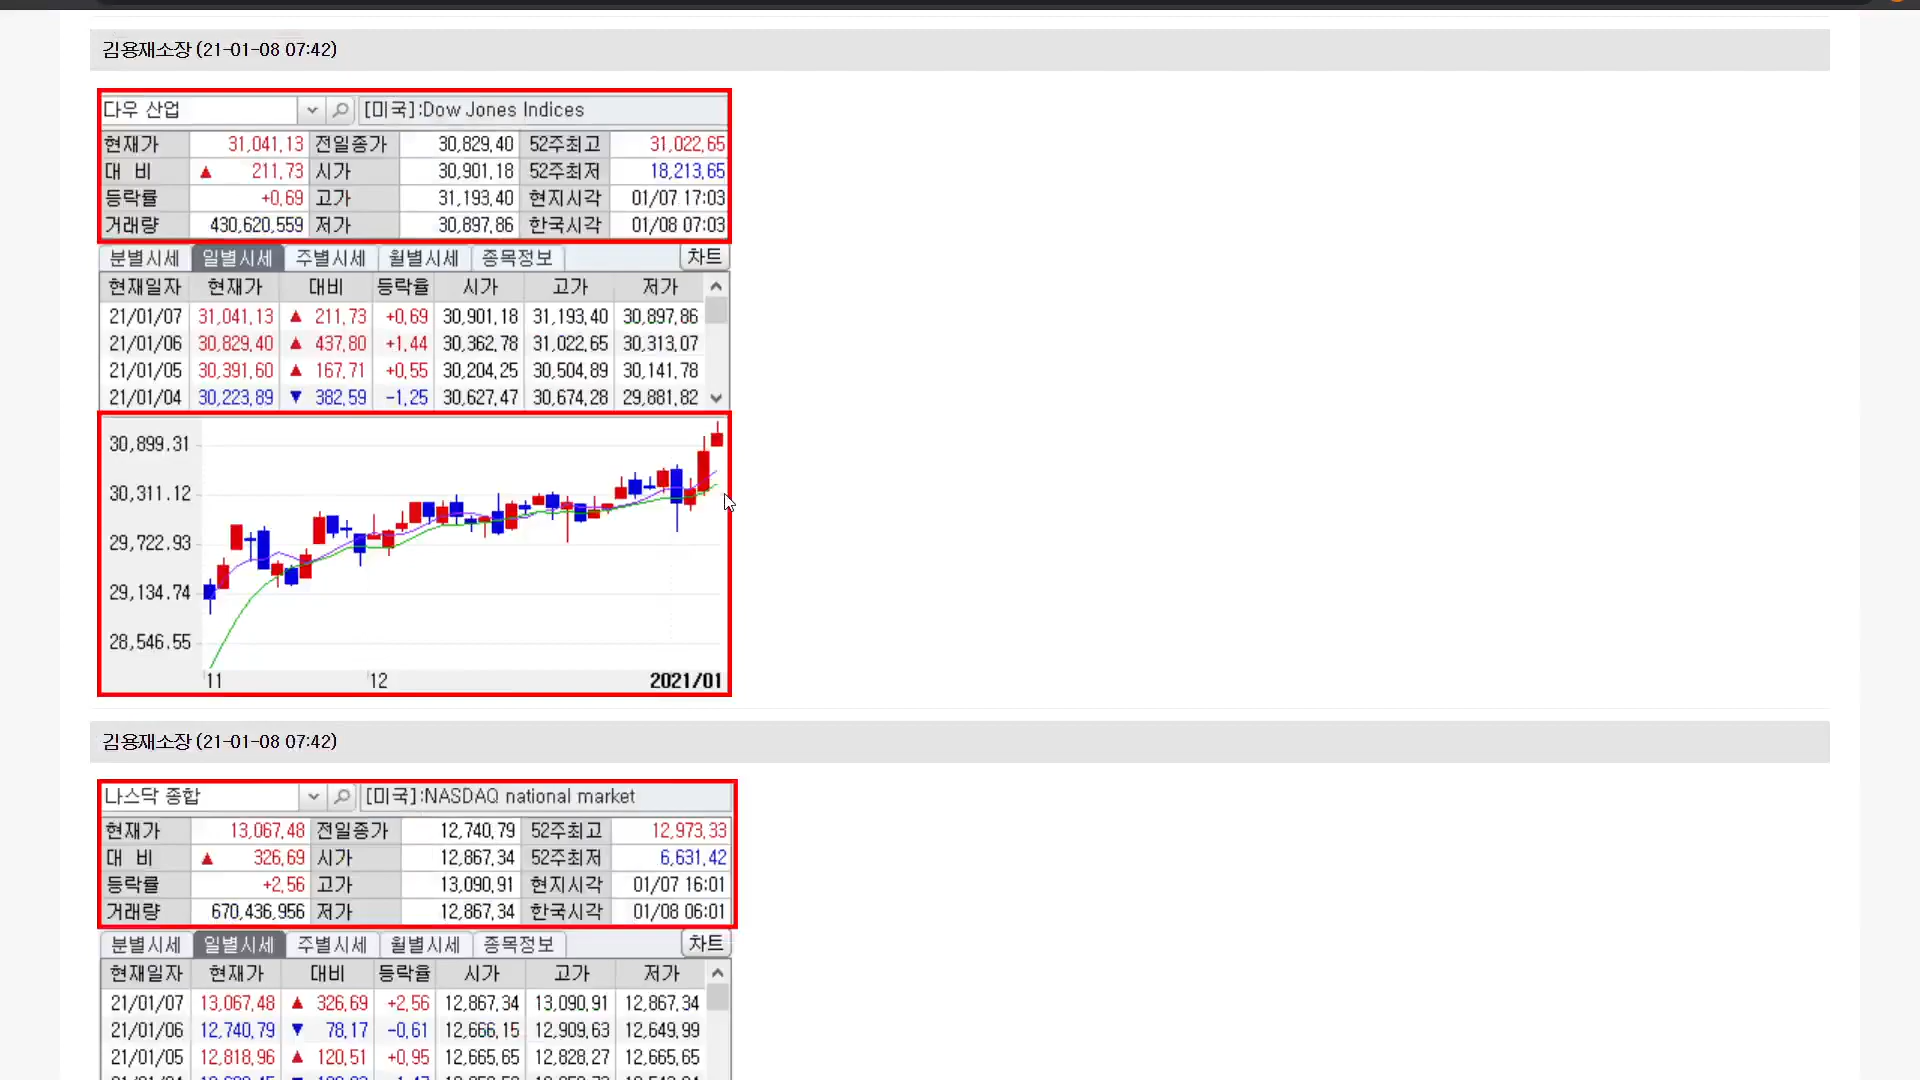 김용재소장 (21-01-08 07:42)
다우 산업 [미국]:Dow Jones Indices
현재가 31,041,13 전일종가 30,829,40 52주최고 31,022,65
대 비 ▲ 211,73 시가 30,901,18 52주최저 18,213,65
등락률 +0,69 고가 31,193,40 현지시각 01/07 17:03
거래량 430,620,559 저가 30,897,86 한국시각 01/08 07:03
분별시세 일별시세 주별시세 월별시세 종목정보 차트
현재일자 현재가 대비 등락율 시가 고가 저가
21/01/07 31,041,13 ▲ 211,73 +0,69 30,901,18 31,193,40 30,897,86
21/01/06 30,829,40 ▲ 437,80 +1,44 30,362,78 31,022,65 30,313,07
21/01/05 30,391,60 ▲ 167,71 +0,55 30,204,25 30,504,89 30,141,78
21/01/04 30,223,89 ▼ 382,59 -1,25 30,627,47 30,674,28 29,881,82
30,899.31
30,311.12
29,722.93
29,134.74
28,546.55
11 12 2021/01
김용재소장 (21-01-08 07:42)
나스닥 종합 [미국]:NASDAQ national market
현재가 13,067,48 전일종가 12,740,79 52주최고 12,973,33
대 비 ▲ 326,69 시가 12,867,34 52주최저 6,631,42
등락률 +2,56 고가 13,090,91 현지시각 01/07 16:01
거래량 670,436,956 저가 12,867,34 한국시각 01/08 06:01
분별시세 일별시세 주별시세 월별시세 종목정보 차트
현재일자 현재가 대비 등락율 시가 고가 저가
21/01/07 13,067,48 ▲ 326,69 +2,56 12,867,34 13,090,91 12,867,34
21/01/06 12,740,79 ▼ 78,17 -0,61 12,666,15 12,909,63 12,649,99
21/01/05 12,818,96 ▲ 120,51 +0,95 12,665,65 12,828,27 12,665,65